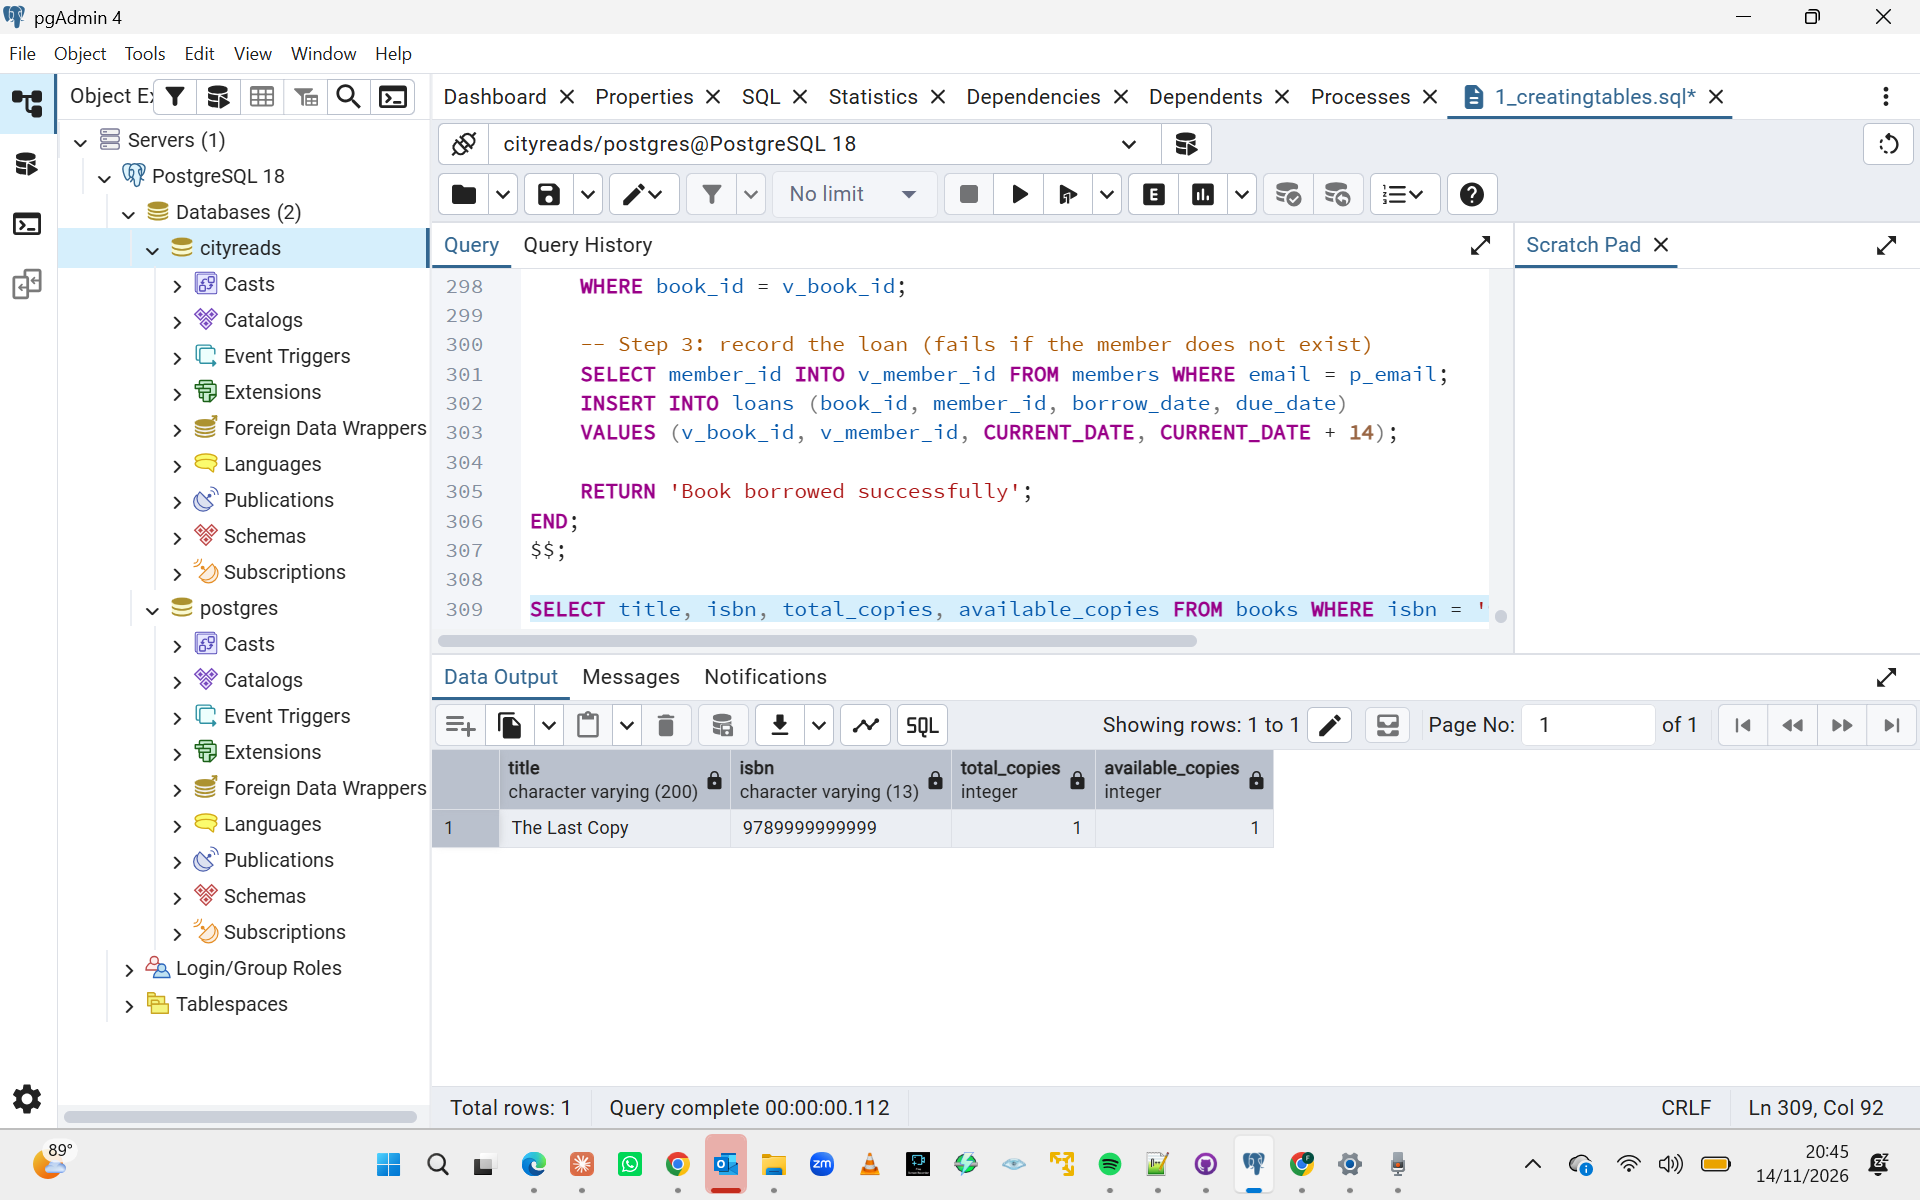 pgAdmin 4
File Object Tools Edit View Window Help
Object Ex
Dashboard Properties SQL Statistics Dependencies Dependents Processes 1_creatingtables.sql*
Servers (1)
PostgreSQL 18
Databases (2)
cityreads
Casts
Catalogs
Event Triggers
Extensions
Foreign Data Wrappers
Languages
Publications
Schemas
Subscriptions
postgres
Casts
Catalogs
Event Triggers
Extensions
Foreign Data Wrappers
Languages
Publications
Schemas
Subscriptions
Login/Group Roles
Tablespaces
cityreads/postgres@PostgreSQL 18
No limit
E
Query Query History
Scratch Pad
298 WHERE book_id = v_book_id;
299
300 -- Step 3: record the loan (fails if the member does not exist)
301 SELECT member_id INTO v_member_id FROM members WHERE email = p_email;
302 INSERT INTO loans (book_id, member_id, borrow_date, due_date)
303 VALUES (v_book_id, v_member_id, CURRENT_DATE, CURRENT_DATE + 14);
304
305 RETURN 'Book borrowed successfully';
306 END;
307 $$;
308
309 SELECT title, isbn, total_copies, available_copies FROM books WHERE isbn = '
Data Output Messages Notifications
SQL Showing rows: 1 to 1 Page No: 1 of 1
title isbn total_copies available_copies
character varying (200) character varying (13) integer integer
1 The Last Copy 9789999999999 1 1
Total rows: 1 Query complete 00:00:00.112 CRLF Ln 309, Col 92
89°
zm
20:45
14/11/2026